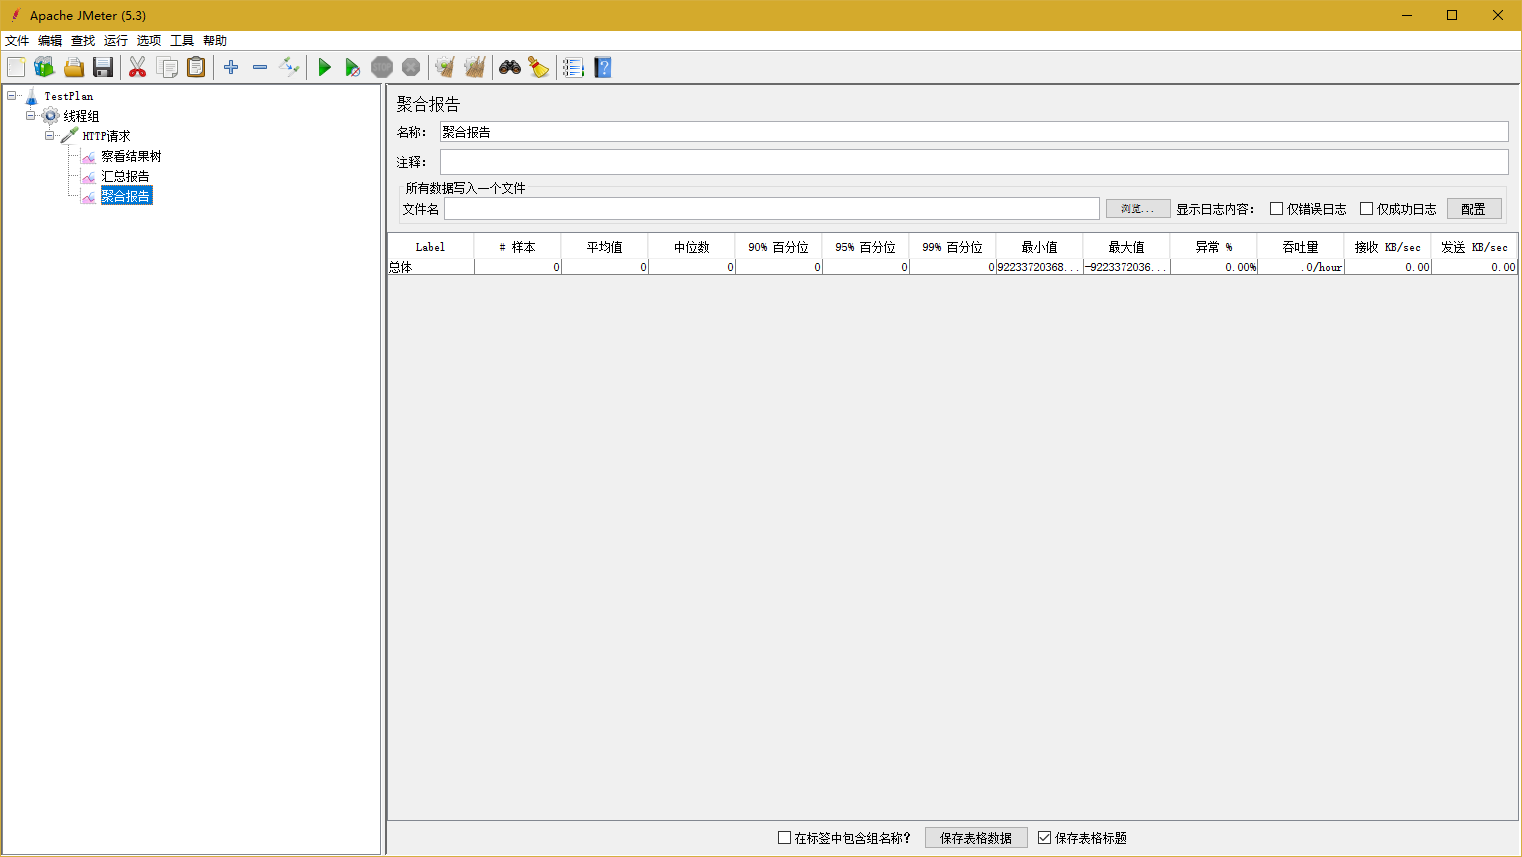 Apache JMeter (5.3)
文件 编辑 查找 运行 选项 工具 帮助
STOP
TestPlan
线程组
HTTP请求
察看结果树
汇总报告
聚合报告
聚合报告
名称： 聚合报告
注释：
所有数据写入一个文件
文件名 浏览... 显示日志内容： 仅错误日志 仅成功日志 配置
Label # 样本 平均值 中位数 90% 百分位 95% 百分位 99% 百分位 最小值 最大值 异常 % 吞吐量 接收 KB/sec 发送 KB/sec
总体 0 0 0 0 0 0 92233720368... -9223372036... 0.00% .0/hour 0.00 0.00
在标签中包含组名称？ 保存表格数据 保存表格标题